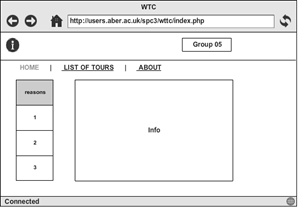 WTC
http://users.aber.ac.uk/spc3/wttc/index.php
Group 05
HOME | LIST OF TOURS | ABOUT
reasons
1
Info
2
3
Connected